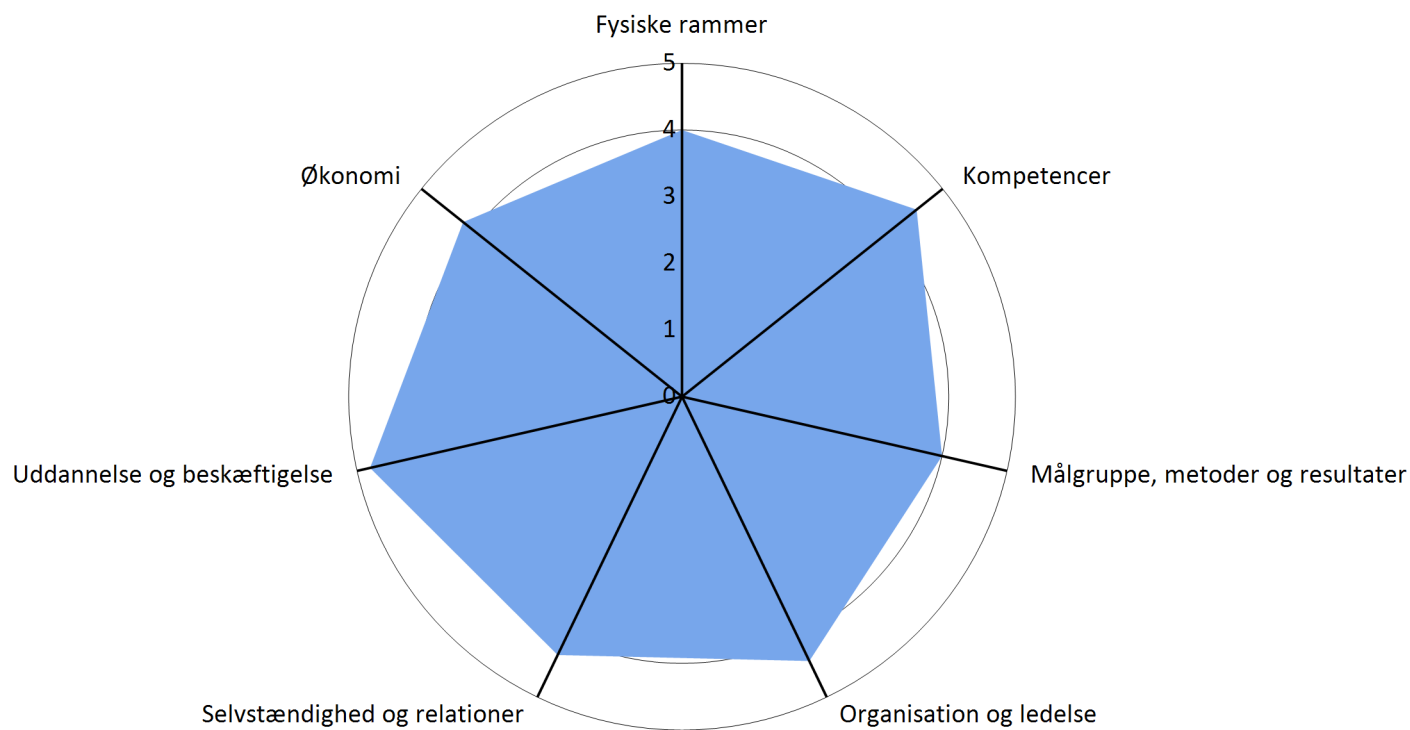 Fysiske rammer
5
4
3
2
1
0
Økonomi
Kompetencer
Uddannelse og beskæftigelse
Målgruppe, metoder og resultater
Selvstændighed og relationer
Organisation og ledelse